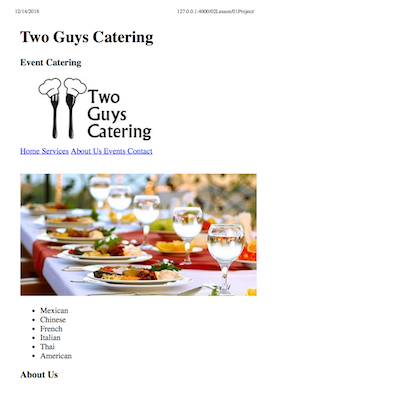 12/14/2016 127.0.0.1:4000/02Lesson/01Project/
Two Guys Catering
Event Catering
Two
Guys
Catering
Home Services About Us Events Contact
Mexican
Chinese
French
Italian
Thai
American
About Us